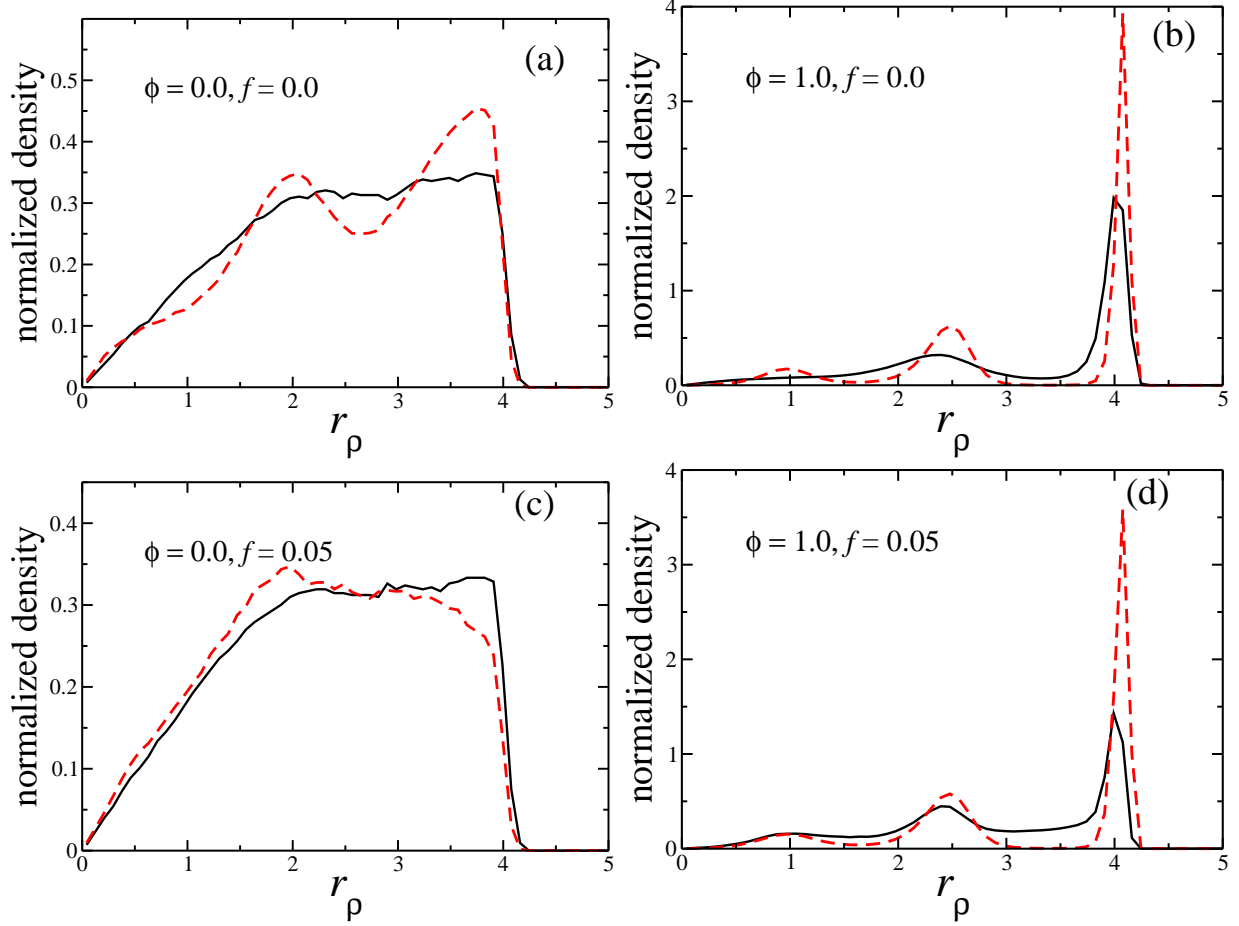 (a)
ϕ = 0.0, f = 0.0
normalized density
0.5
0.4
0.3
0.2
0.1
0
0 1 2 3 4 5
rρ
(b)
ϕ = 1.0, f = 0.0
normalized density
4
3
2
1
0
0 1 2 3 4 5
rρ
(c)
ϕ = 0.0, f = 0.05
normalized density
0.4
0.3
0.2
0.1
0
0 1 2 3 4 5
rρ
(d)
ϕ = 1.0, f = 0.05
normalized density
4
3
2
1
0
0 1 2 3 4 5
rρ